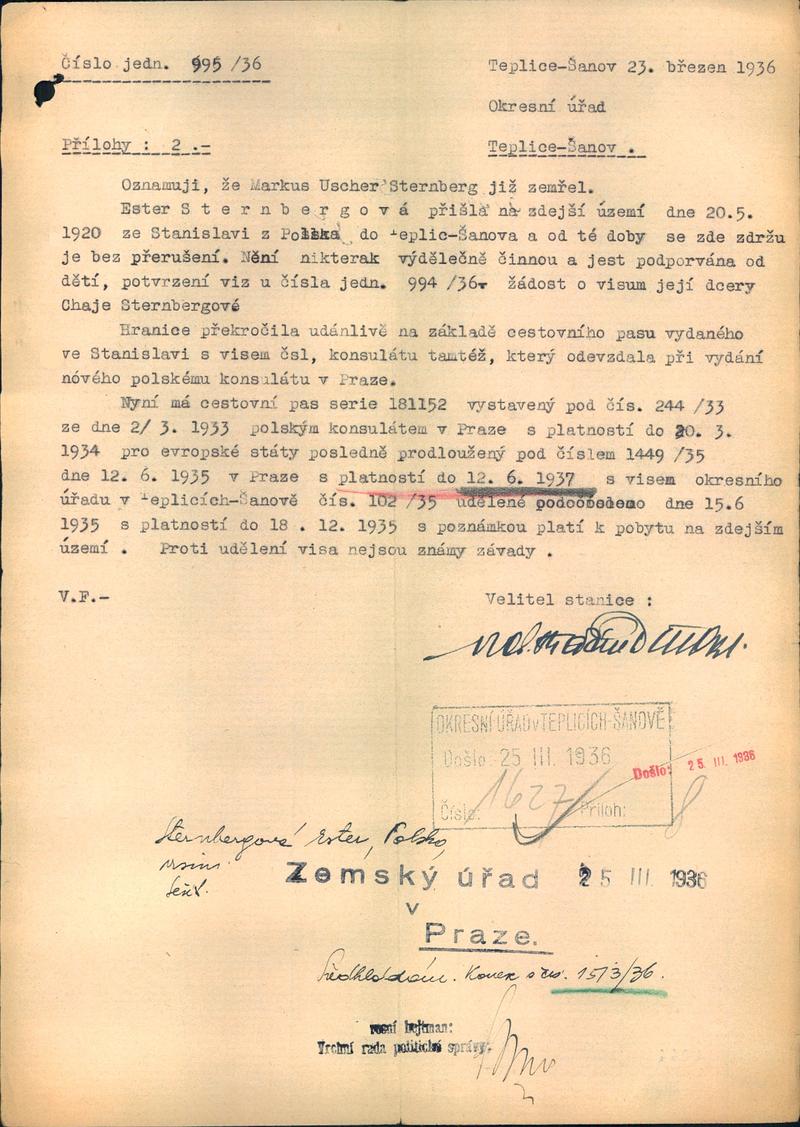 Číslo jedn. 995 /36
Teplice-Šanov 23. březen 1936
Okresní úřad
Přílohy : 2 .-
Teplice-Šanov .
Oznamuji, že Markus Uscher Sternberg již zemřel.
Ester S t e r n b e r g o v á přišla na zdejší území dne 20.5.
1920 ze Stanislavi z Polska do Teplic-Šanova a od té doby se zde zdržu
je bez přerušení. Není nikterak výdělečně činnou a jest podporvána od
dětí, potvrzení viz u čísla jedn. 994 /36- žádost o visum její dcery
Chaje Sternbergové
Hranice překročila udánlivě na základě cestovního pasu vydaného
ve Stanislavi s visem čsl, konsulátu tamtéž, který odevzdala při vydání
nóvého polskému konsulátu v Praze.
Nyní má cestovní pas serie 181152 vystavený pod čís. 244 /33
ze dne 2/ 3. 1933 polským konsulátem v Praze s platností do 20. 3.
1934 pro evropské státy posledně prodloužený pod číslem 1449 /35
dne 12. 6. 1935 v Praze s platností do 12. 6. 1937 s visem okresního
úřadu v Teplicích-Šanově čís. 102 /35 udělené dne 15.6
1935 s platností do 18 . 12. 1935 s poznámkou platí k pobytu na zdejším
území . Proti udělení visa nejsou známy závady .
V.F.-
Velitel stanice :
OKRESNÍ ÚŘAD v TEPLICÍCH-ŠANOVĚ
Došlo: 25 III. 1936
Došlo: 25. III. 1936
Číslo: 1627 Příloh: 8
Sternbergová Ester, Polsko,
Zemský úřad 25 III 1936
v
Praze.
Předkládám. 1513/36.
rada politické správy.